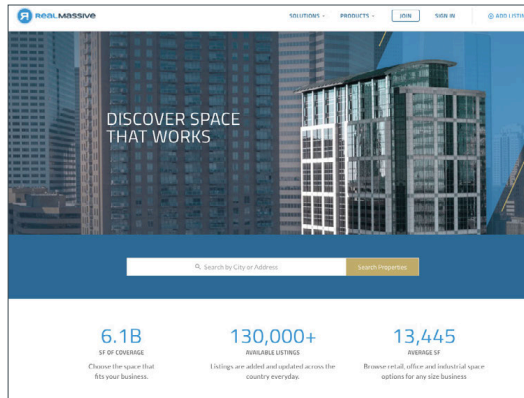 REALMASSIVE
SOLUTIONS
PRODUCTS
JOIN
SIGN IN
ADD LISTIN
DISCOVER SPACE
THAT WORKS
Search by City or Address
Search Properties
6.1B
SF OF COVERAGE
Choose the space that
fits your business.
130,000+
AVAILABLE LISTINGS
Listings are added and updated across the
country everyday.
13,445
AVERAGE SF
Browse retail, office and industrial space
options for any size business